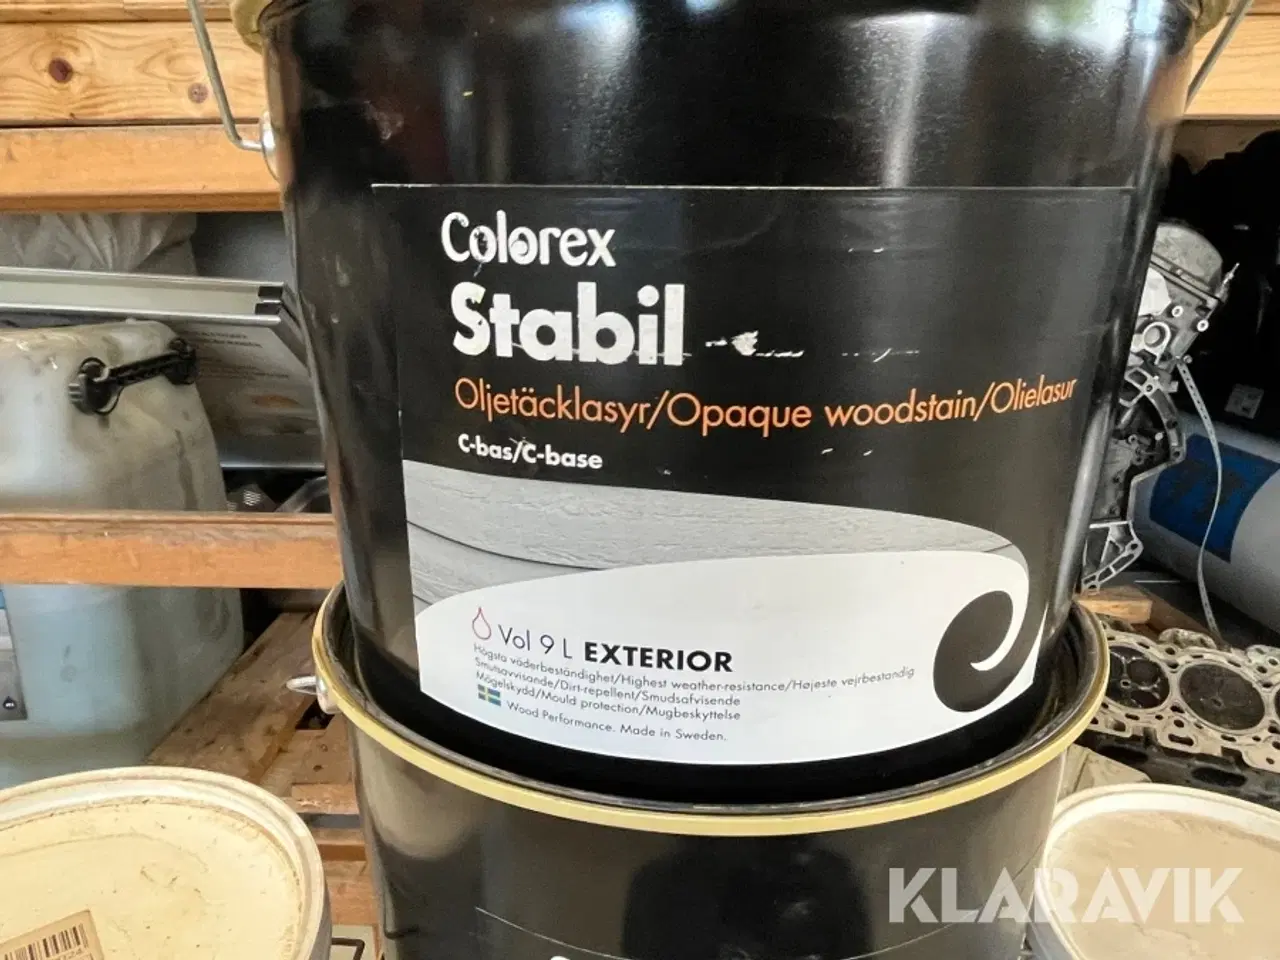 Colorex
Stabil
Oljetäcklasyr/Opaque woodstain/Olielasur
C-bas/C-base
Vol 9 L EXTERIOR
Högsta väderbeständighet/Highest weather-resistance/Højeste vejrbestandig
Smutsavvisande/Dirt-repellent/Smudsafvisende
Mögelskydd/Mould protection/Mugbeskyttelse
Wood Performance. Made in Sweden.
KLARAVIK